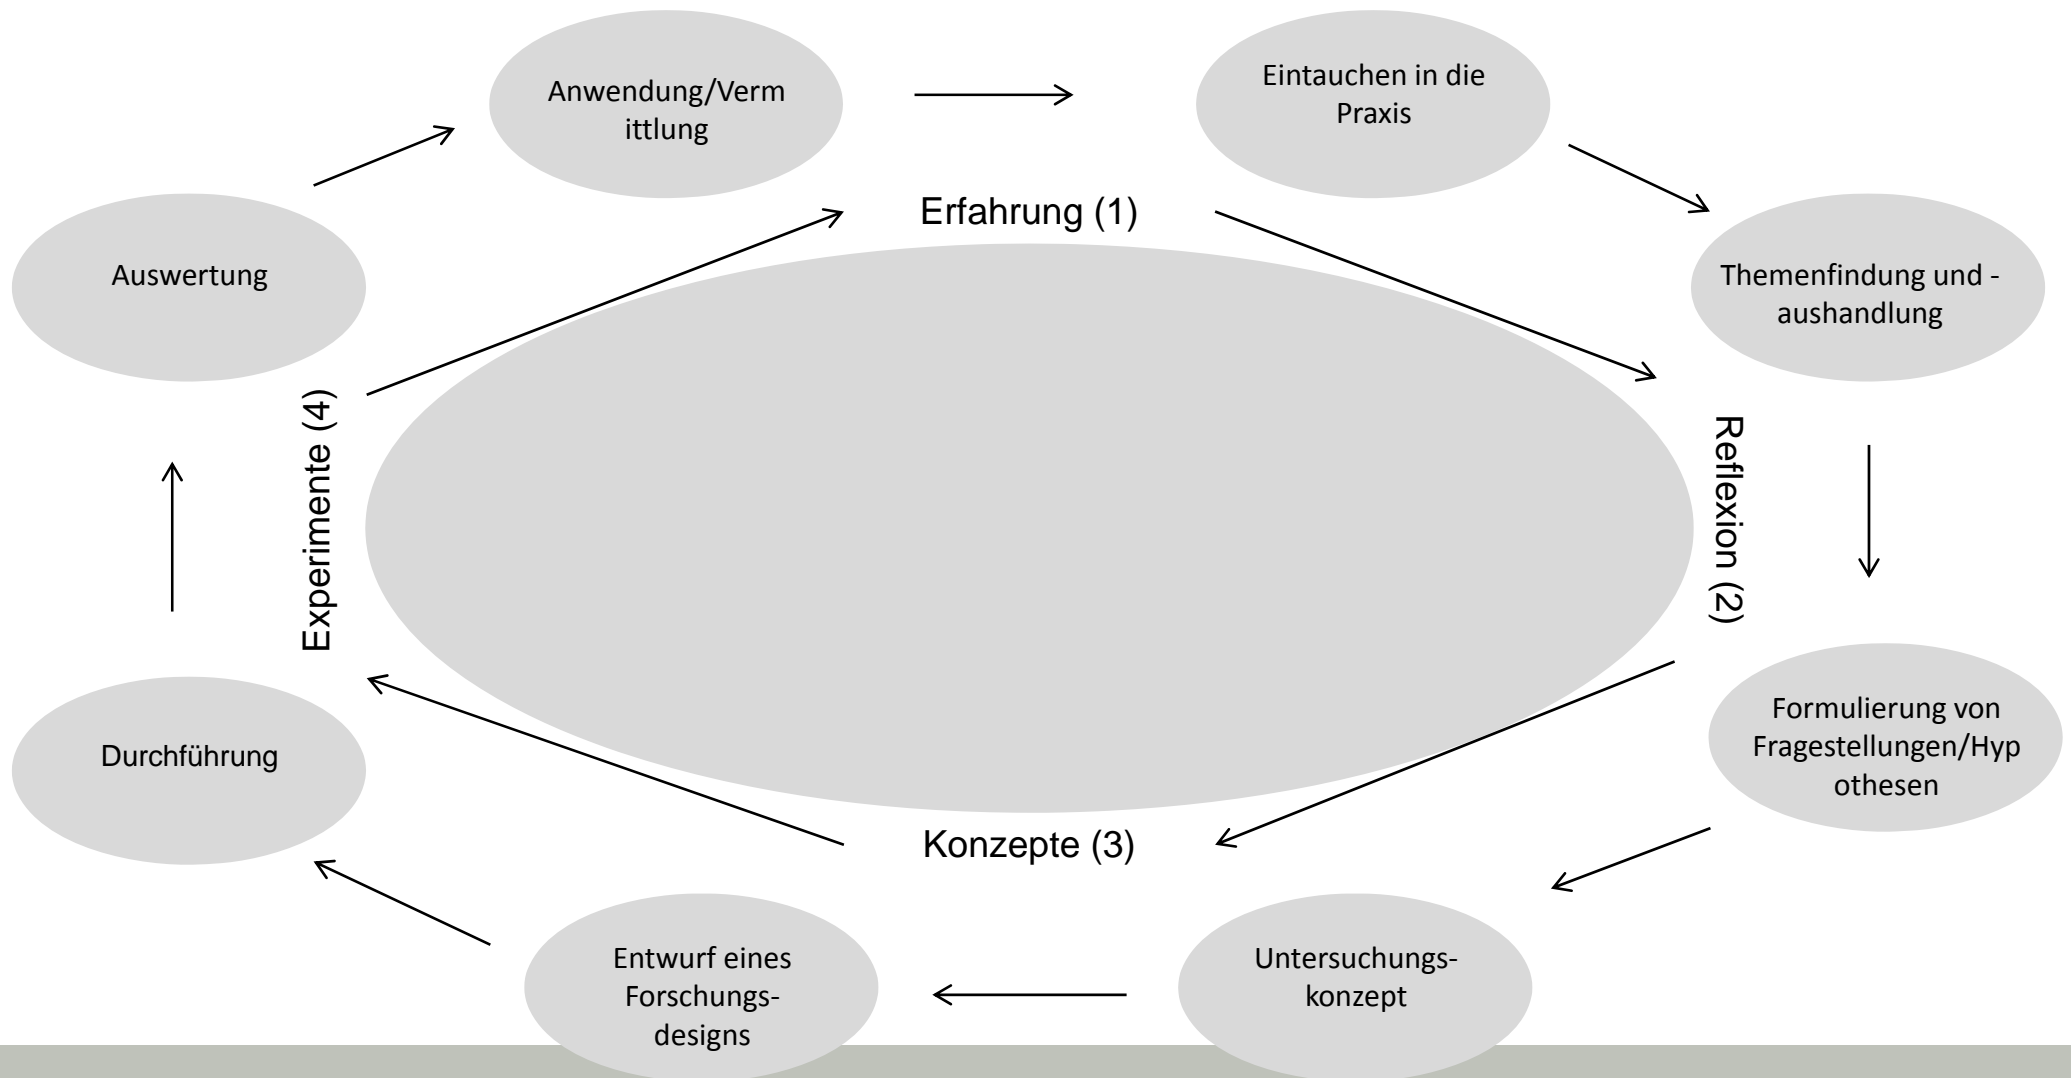 Anwendung/Verm
ittlung
Eintauchen in die
Praxis
Erfahrung (1)
Auswertung
Themenfindung und -
aushandlung
Experimente (4)
Reflexion (2)
Durchführung
Formulierung von
Fragestellungen/Hyp
othesen
Konzepte (3)
Entwurf eines
Forschungs-
designs
Untersuchungs-
konzept